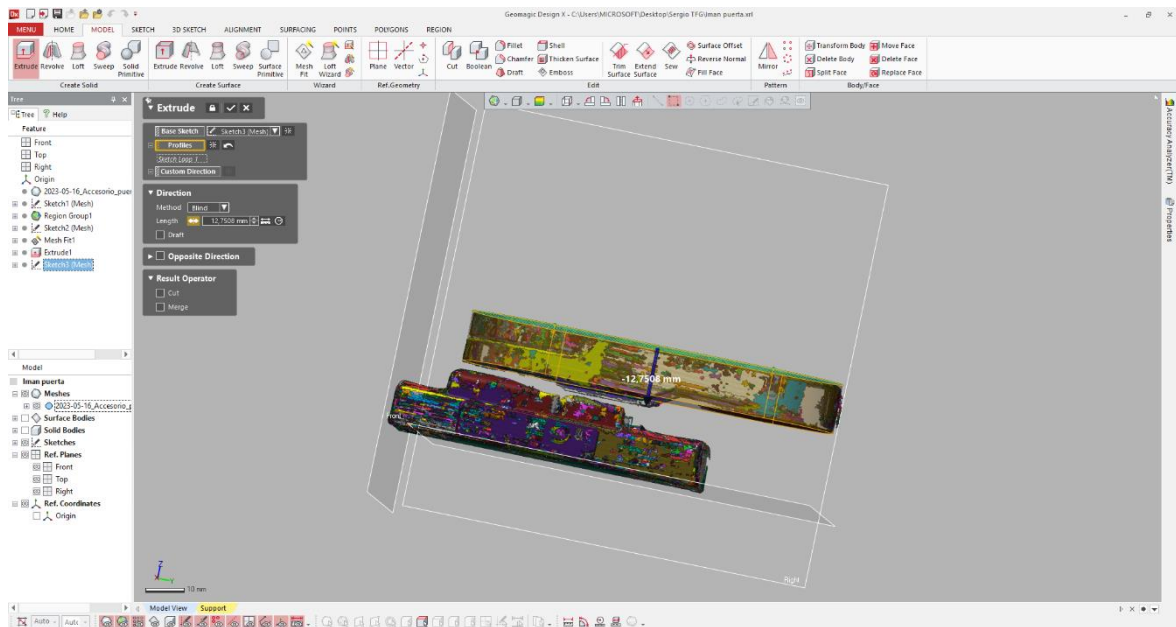 Geomagic Design X - C:\Users\MICROSOFT\Desktop\Sergio TFG\Iman puerta.xrl
MENU HOME MODEL SKETCH 3D SKETCH ALIGNMENT SURFACING POINTS POLYGONS REGION
Extrude Revolve Loft Sweep Solid Primitive
Create Solid
Extrude Revolve Loft Sweep Surface Primitive
Create Surface
Mesh Fit Loft Wizard
Wizard
Plane Vector
Ref.Geometry
Cut Boolean
Fillet Shell
Chamfer Thicken Surface
Draft Emboss
Trim Surface Extend Surface Sew
Surface Offset
Reverse Normal
Fill Face
Edit
Mirror
Pattern
Transform Body Move Face
Delete Body Delete Face
Split Face Replace Face
Body/Face
Tree
Tree Help
Feature
Front
Top
Right
Origin
2023-05-16_Accesorio_puer
Sketch1 (Mesh)
Region Group1
Sketch2 (Mesh)
Mesh Fit1
Extrude1
Sketch3 (Mesh)
Extrude
Base Sketch Sketch3 (Mesh)
Profiles
Sketch Loop 1
Custom Direction
Direction
Method Blind
Length 12,7508 mm
Draft
Opposite Direction
Result Operator
Cut
Merge
-12,7508 mm
Front
Right
Accuracy Analyzer(TM)
Properties
Model
Iman puerta
Meshes
2023-05-16_Accesorio_p
Surface Bodies
Solid Bodies
Sketches
Ref. Planes
Front
Top
Right
Ref. Coordinates
Origin
Z
Y
10 mm
Model View Support
Auto